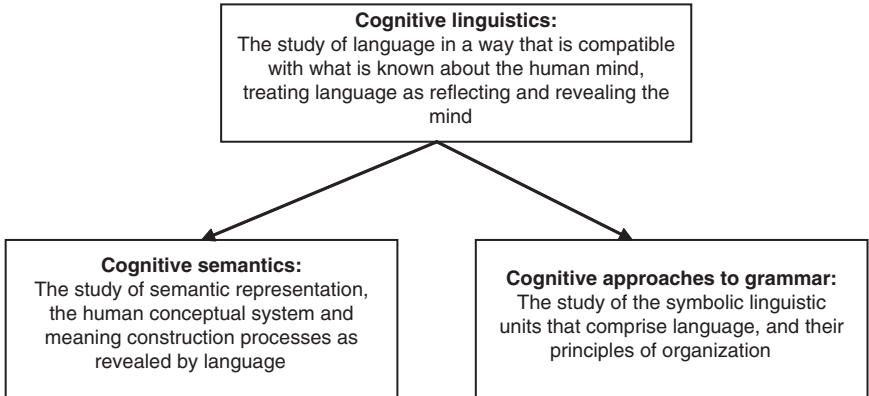 Cognitive linguistics:
The study of language in a way that is compatible
with what is known about the human mind,
treating language as reflecting and revealing the
mind
Cognitive semantics:
The study of semantic representation,
the human conceptual system and
meaning construction processes as
revealed by language
Cognitive approaches to grammar:
The study of the symbolic linguistic
units that comprise language, and their
principles of organization